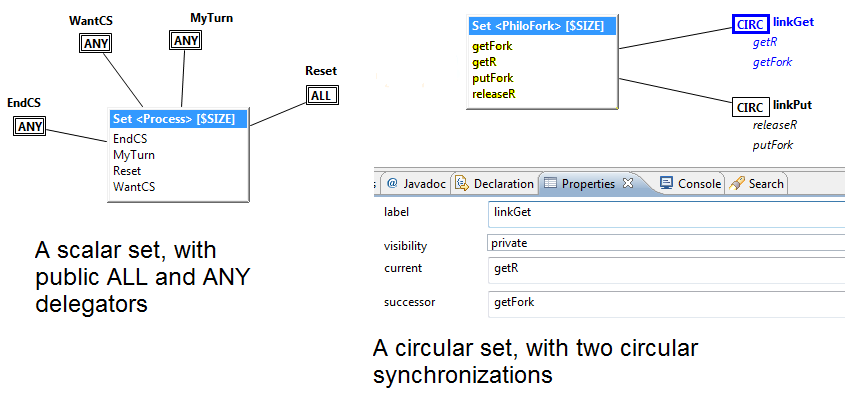 WantCS
ANY
MyTurn
ANY
Reset
ALL
EndCS
ANY
Set <Process> [$SIZE]
EndCS
MyTurn
Reset
WantCS
A scalar set, with
public ALL and ANY
delegators
Set <PhiloFork> [$SIZE]
getFork
getR
putFork
releaseR
CIRC linkGet
getR
getFork
CIRC linkPut
releaseR
putFork
s @ Javadoc Declaration Properties Console Search
label linkGet
visibility private
current getR
successor getFork
A circular set, with two circular
synchronizations